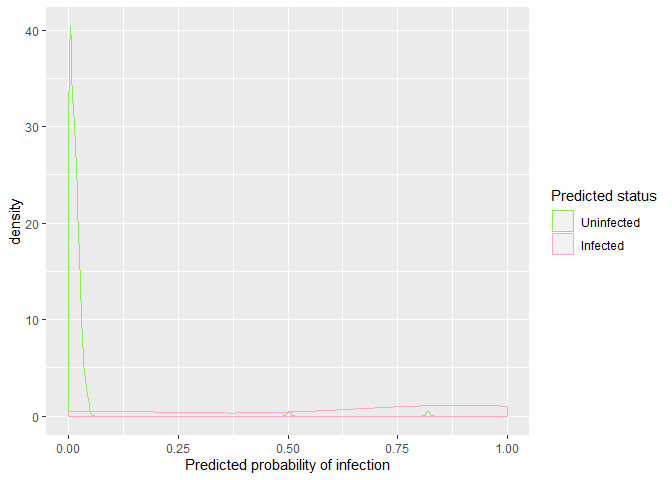 40
30
20
10
0
density
0.00 0.25 0.50 0.75 1.00
Predicted probability of infection
Predicted status
Uninfected
Infected